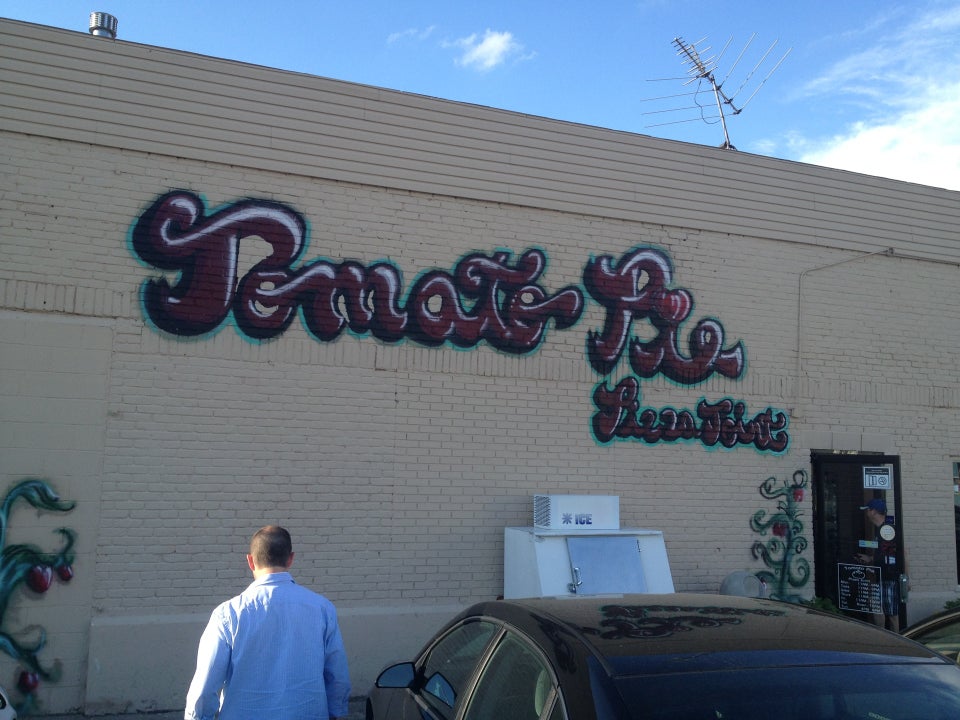 Tomato Pie
Pizza Joint
ICE